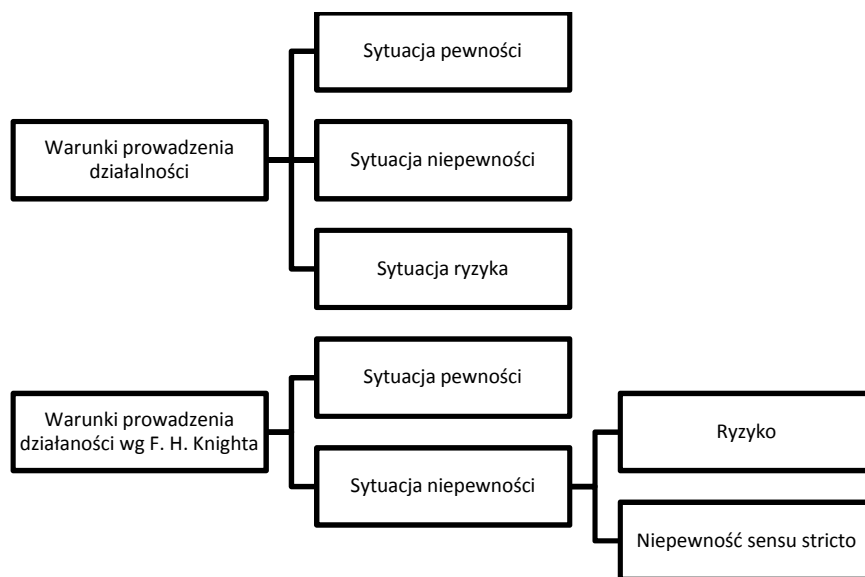 Sytuacja pewności
Warunki prowadzenia
działalności
Sytuacja niepewności
Sytuacja ryzyka
Sytuacja pewności
Warunki prowadzenia
działaności wg F. H. Knighta
Ryzyko
Sytuacja niepewności
Niepewność sensu stricto